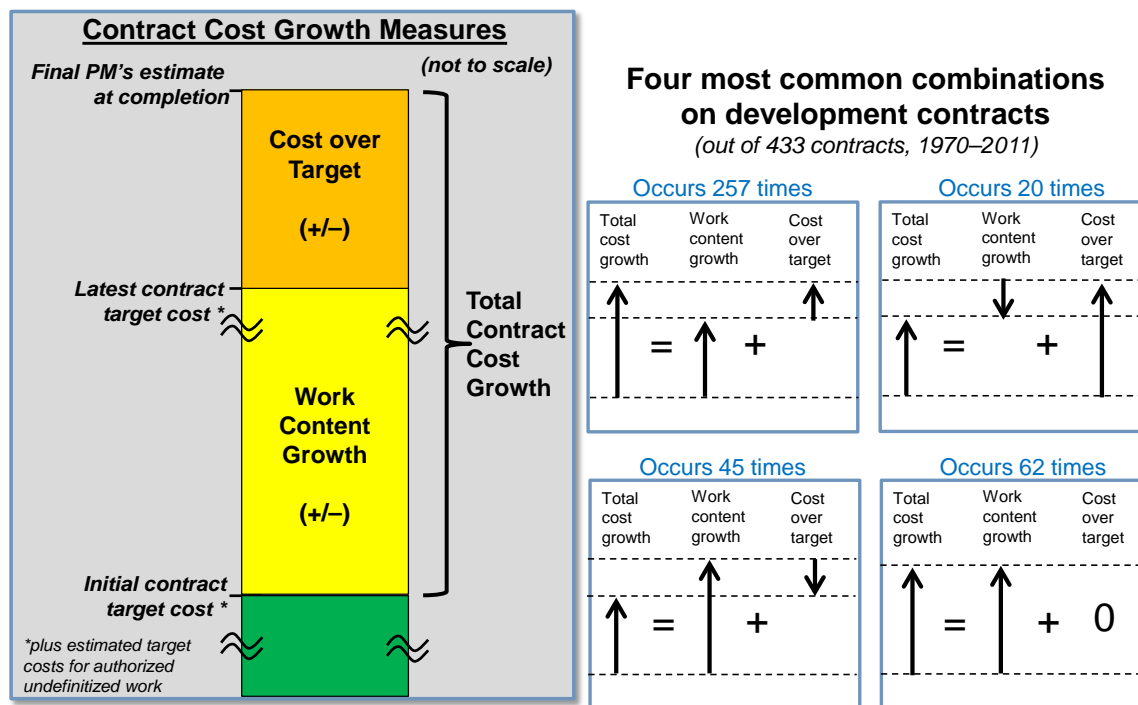 Contract Cost Growth Measures
(not to scale)
Final PM's estimate
at completion
Cost over
Target
(+/–)
Latest contract
target cost *
Total
Contract
Cost
Growth
Work
Content
Growth
(+/–)
Initial contract
target cost *
*plus estimated target
costs for authorized
undefinitized work
Four most common combinations
on development contracts
(out of 433 contracts, 1970–2011)
Occurs 257 times
Total
cost
growth
Work
content
growth
Cost
over
target
= +
Occurs 20 times
Total
cost
growth
Work
content
growth
Cost
over
target
= +
Occurs 45 times
Total
cost
growth
Work
content
growth
Cost
over
target
= +
Occurs 62 times
Total
cost
growth
Work
content
growth
Cost
over
target
= + 0